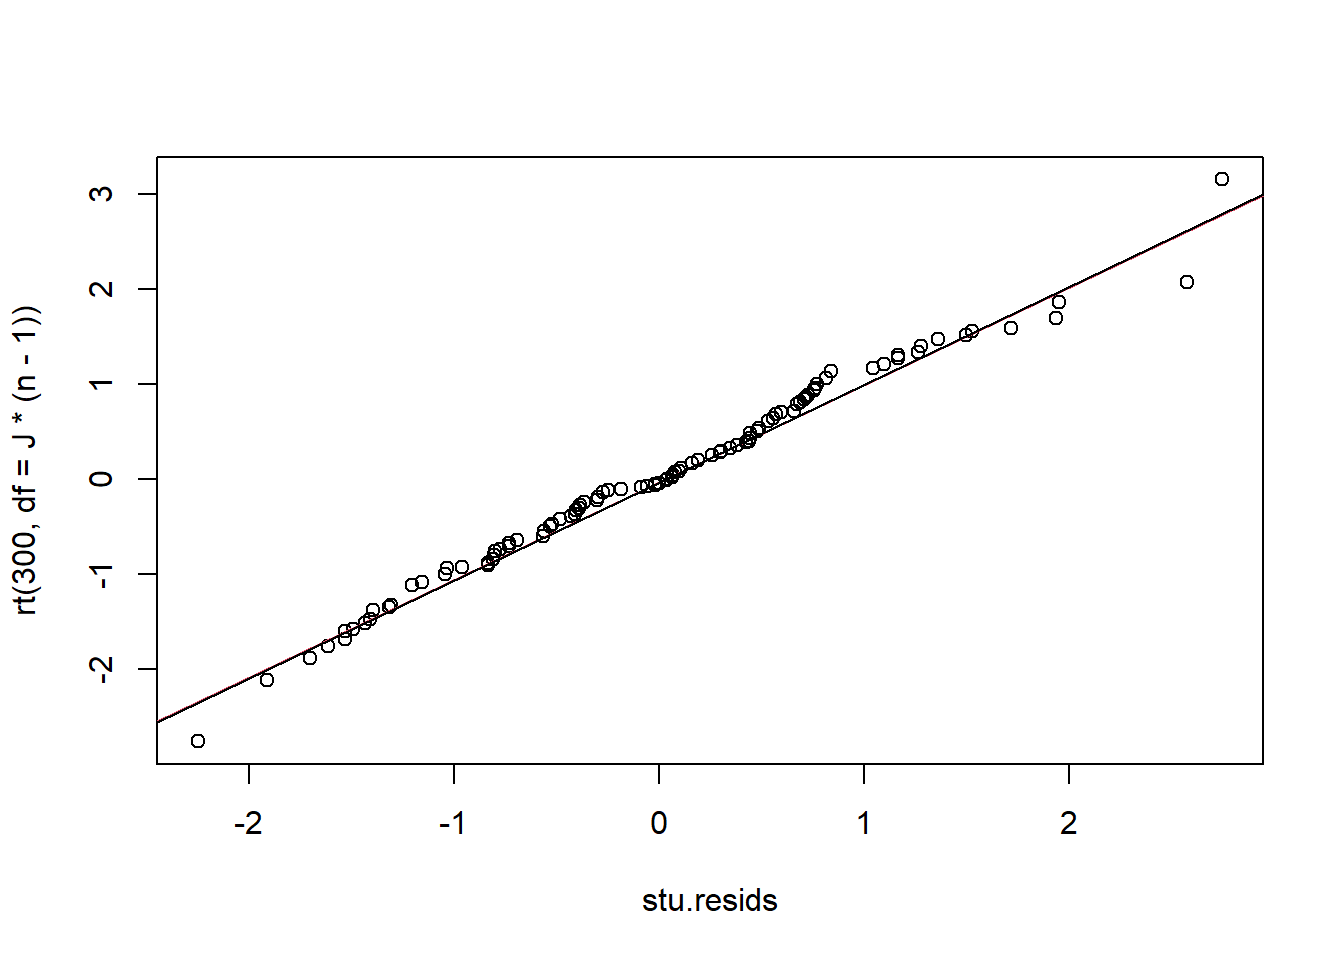 3
2
1
0
-1
-2
rt(300, df = J * (n - 1))
-2 -1 0 1 2
stu.resids